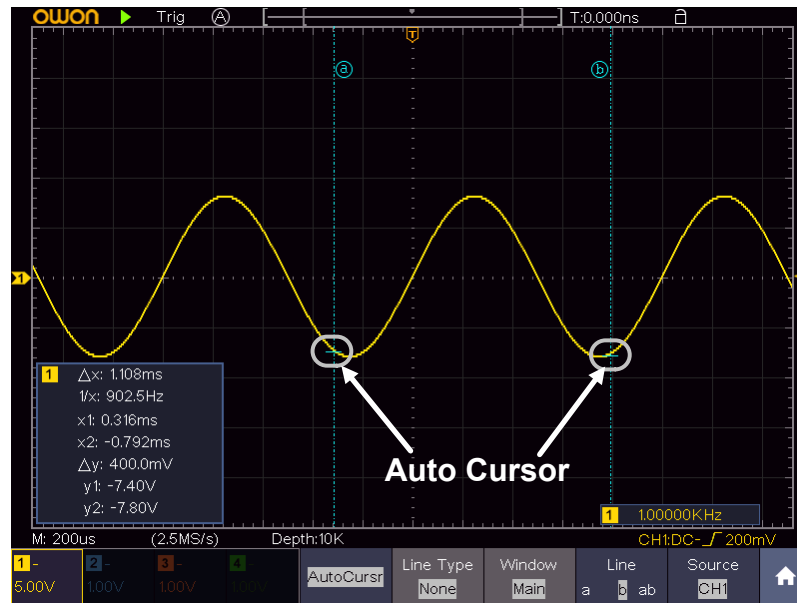 OWON Trig A T:0.000ns
T
a b
1
1 △x: 1.108ms
1/x: 902.5Hz
x1: 0.316ms
x2: -0.792ms
△y: 400.0mV
y1: -7.40V
y2: -7.80V
Auto Cursor
1 1.00000KHz
M: 200us (2.5MS/s) Depth:10K CH1:DC- 200mV
1 - 2 - 3 - 4 -
5.00V 1.00V 1.00V 1.00V
AutoCursr
Line Type
None
Window
Main
Line
a b ab
Source
CH1